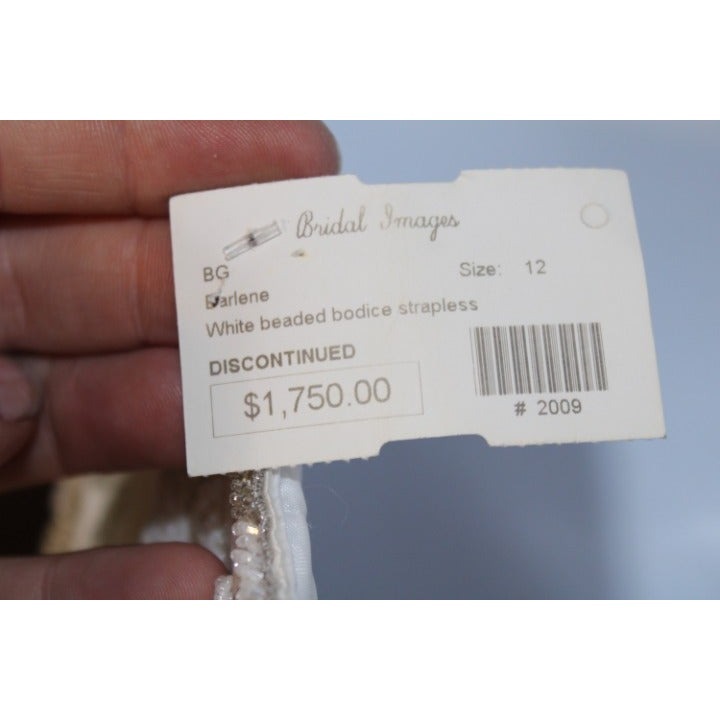 Bridal Images
BG Size: 12
Darlene
White beaded bodice strapless
DISCONTINUED
$1,750.00
# 2009